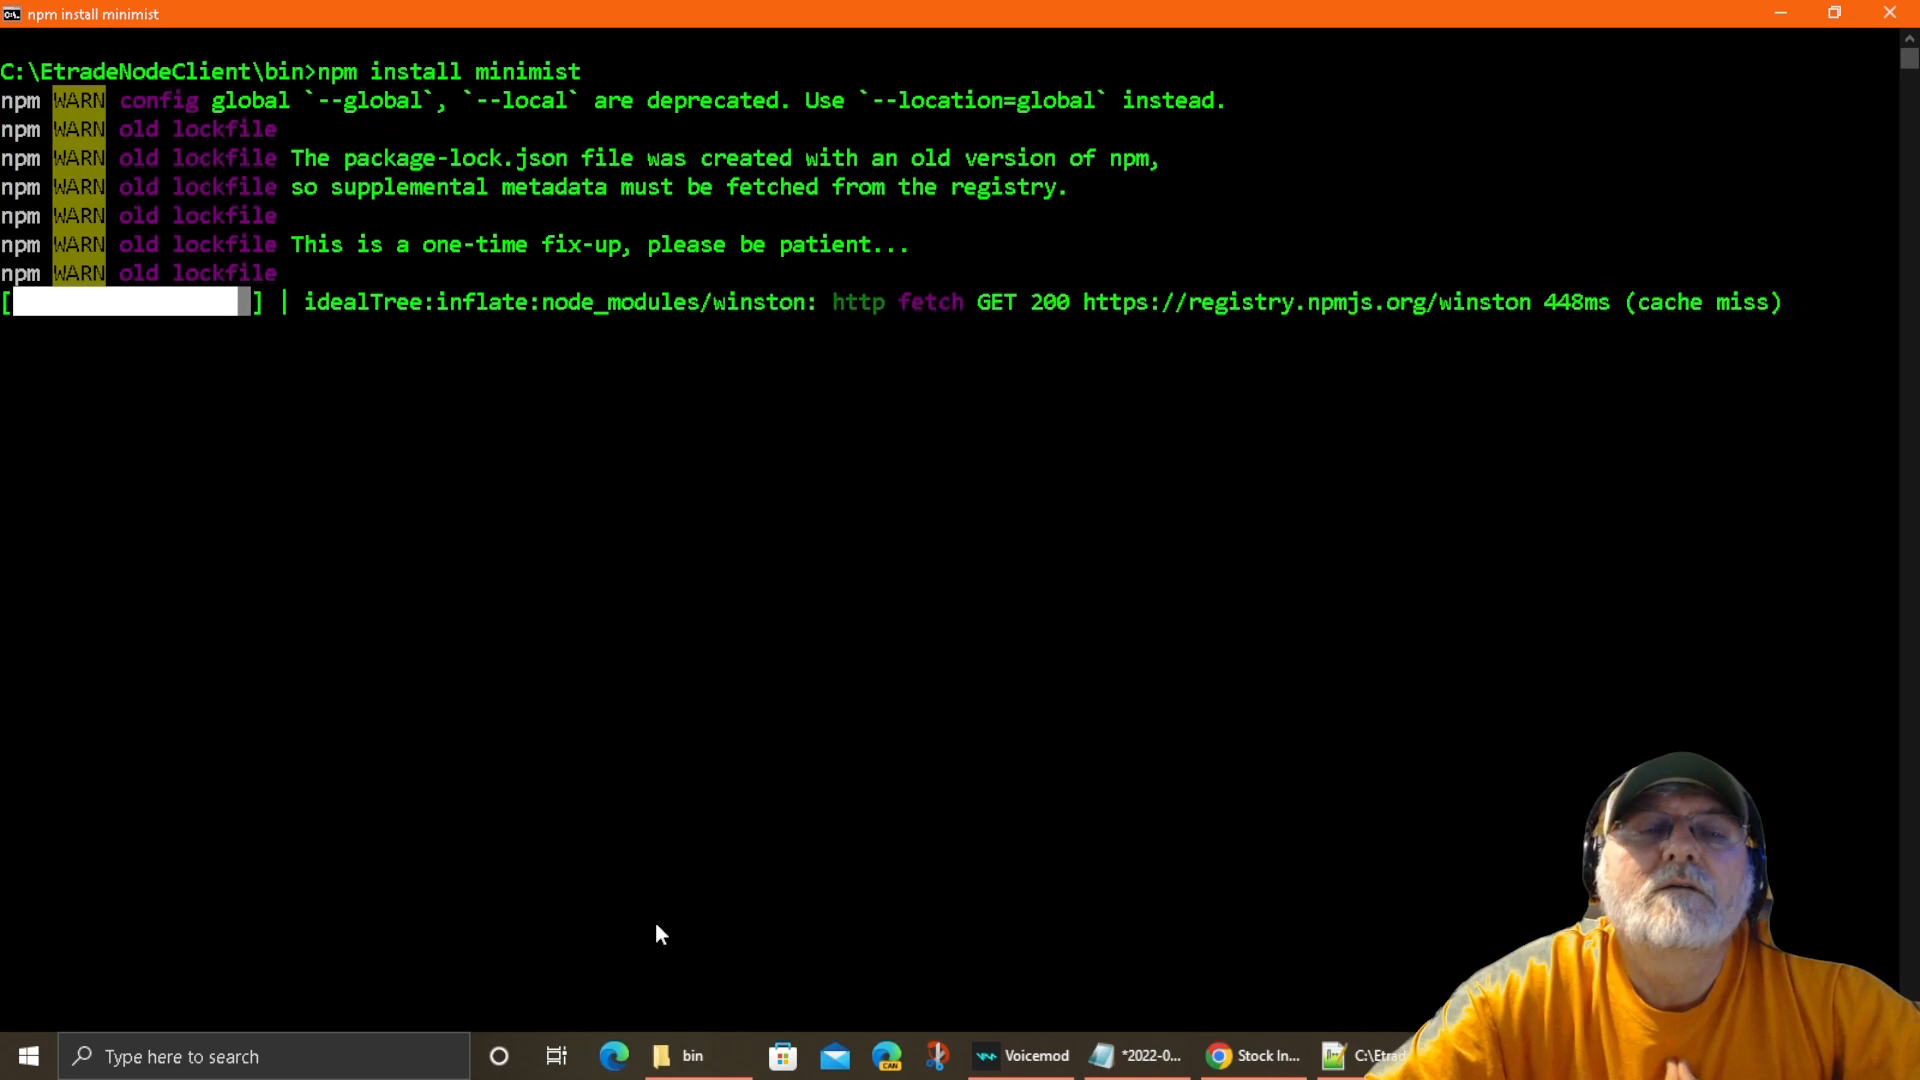 npm install minimist
C:\EtradeNodeClient\bin>npm install minimist
npm WARN config global `--global`, `--local` are deprecated. Use `--location=global` instead.
npm WARN old lockfile
npm WARN old lockfile The package-lock.json file was created with an old version of npm,
npm WARN old lockfile so supplemental metadata must be fetched from the registry.
npm WARN old lockfile
npm WARN old lockfile This is a one-time fix-up, please be patient...
npm WARN old lockfile
[ ] | idealTree:inflate:node_modules/winston: http fetch GET 200 https://registry.npmjs.org/winston 448ms (cache miss)
Type here to search
bin
CAN
Voicemod
*2022-0...
Stock In...
C:\Etrad